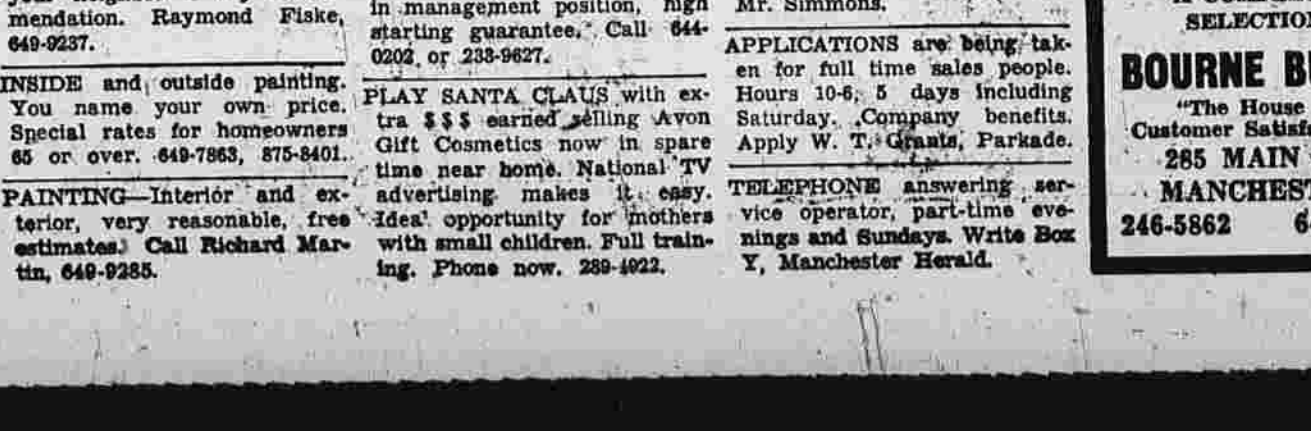 mendation. Raymond Fiske,
649-9237.
INSIDE and outside painting.
You name your own price.
Special rates for homeowners
65 or over. 649-7863, 875-8401.
PAINTING—Interior and ex-
terior, very reasonable, free
estimates. Call Richard Mar-
tin, 649-9285.
in management position, high
starting guarantee. Call 644-
0202 or 233-9627.
PLAY SANTA CLAUS with ex-
tra $ $ $ earned selling Avon
Gift Cosmetics now in spare
time near home. National TV
advertising makes it easy.
Idea' opportunity for mothers
with small children. Full train-
ing. Phone now. 289-4922.
Mr. Simmons.
APPLICATIONS are being tak-
en for full time sales people.
Hours 10-6, 5 days including
Saturday. Company benefits.
Apply W. T. Grants, Parkade.
TELEPHONE answering ser-
vice operator, part-time eve-
nings and Sundays. Write Box
Y, Manchester Herald.
SELECTIO
BOURNE B
"The House
Customer Satisf
285 MAIN
MANCHES
246-5862 6